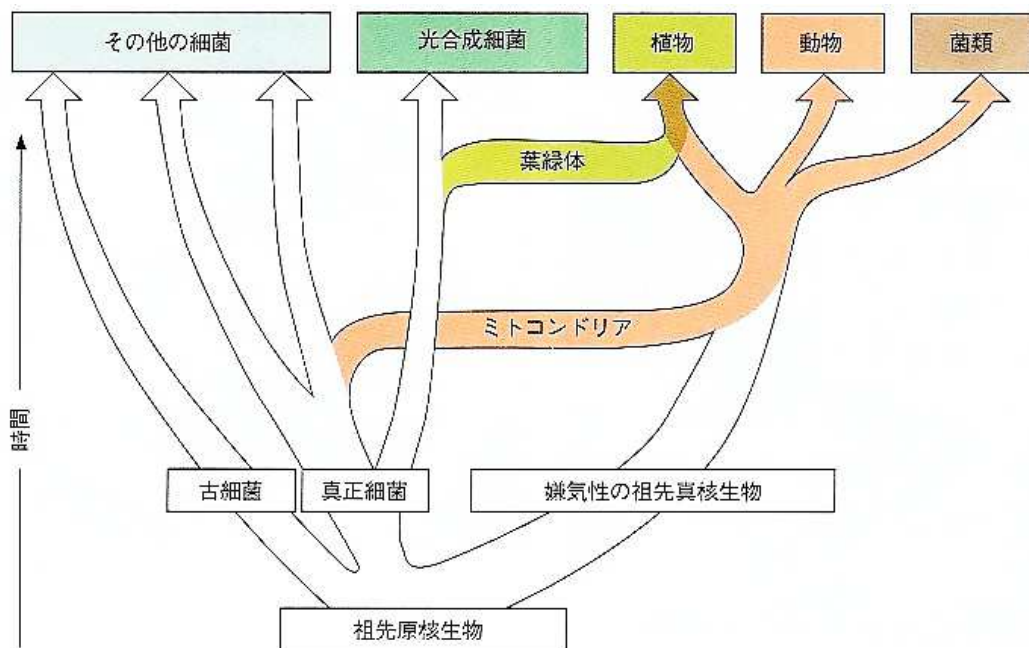 その他の細菌
光合成細菌
植物
動物
菌類
葉緑体
ミトコンドリア
時間
古細菌
真正細菌
嫌気性の祖先真核生物
祖先原核生物